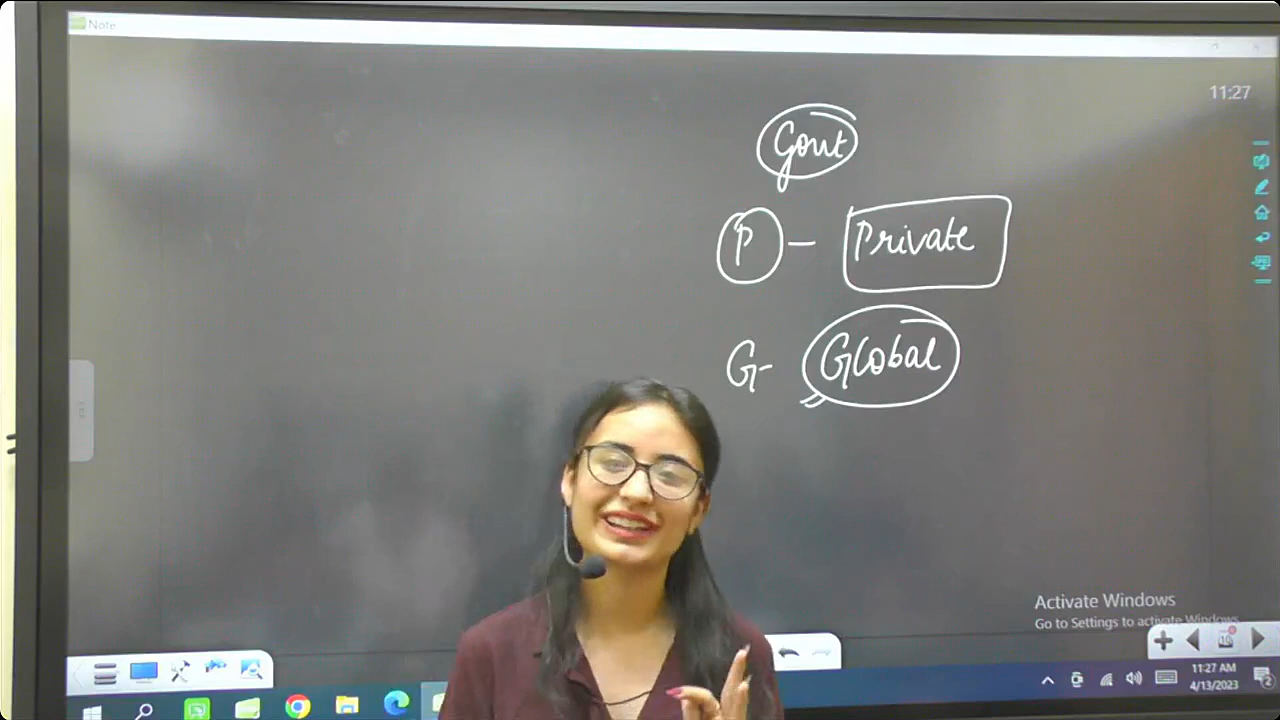 Note
11:27
Govt
P - Private
G - Global
Activate Windows
Go to Settings to activate Windows.
11:27 AM
4/13/2023